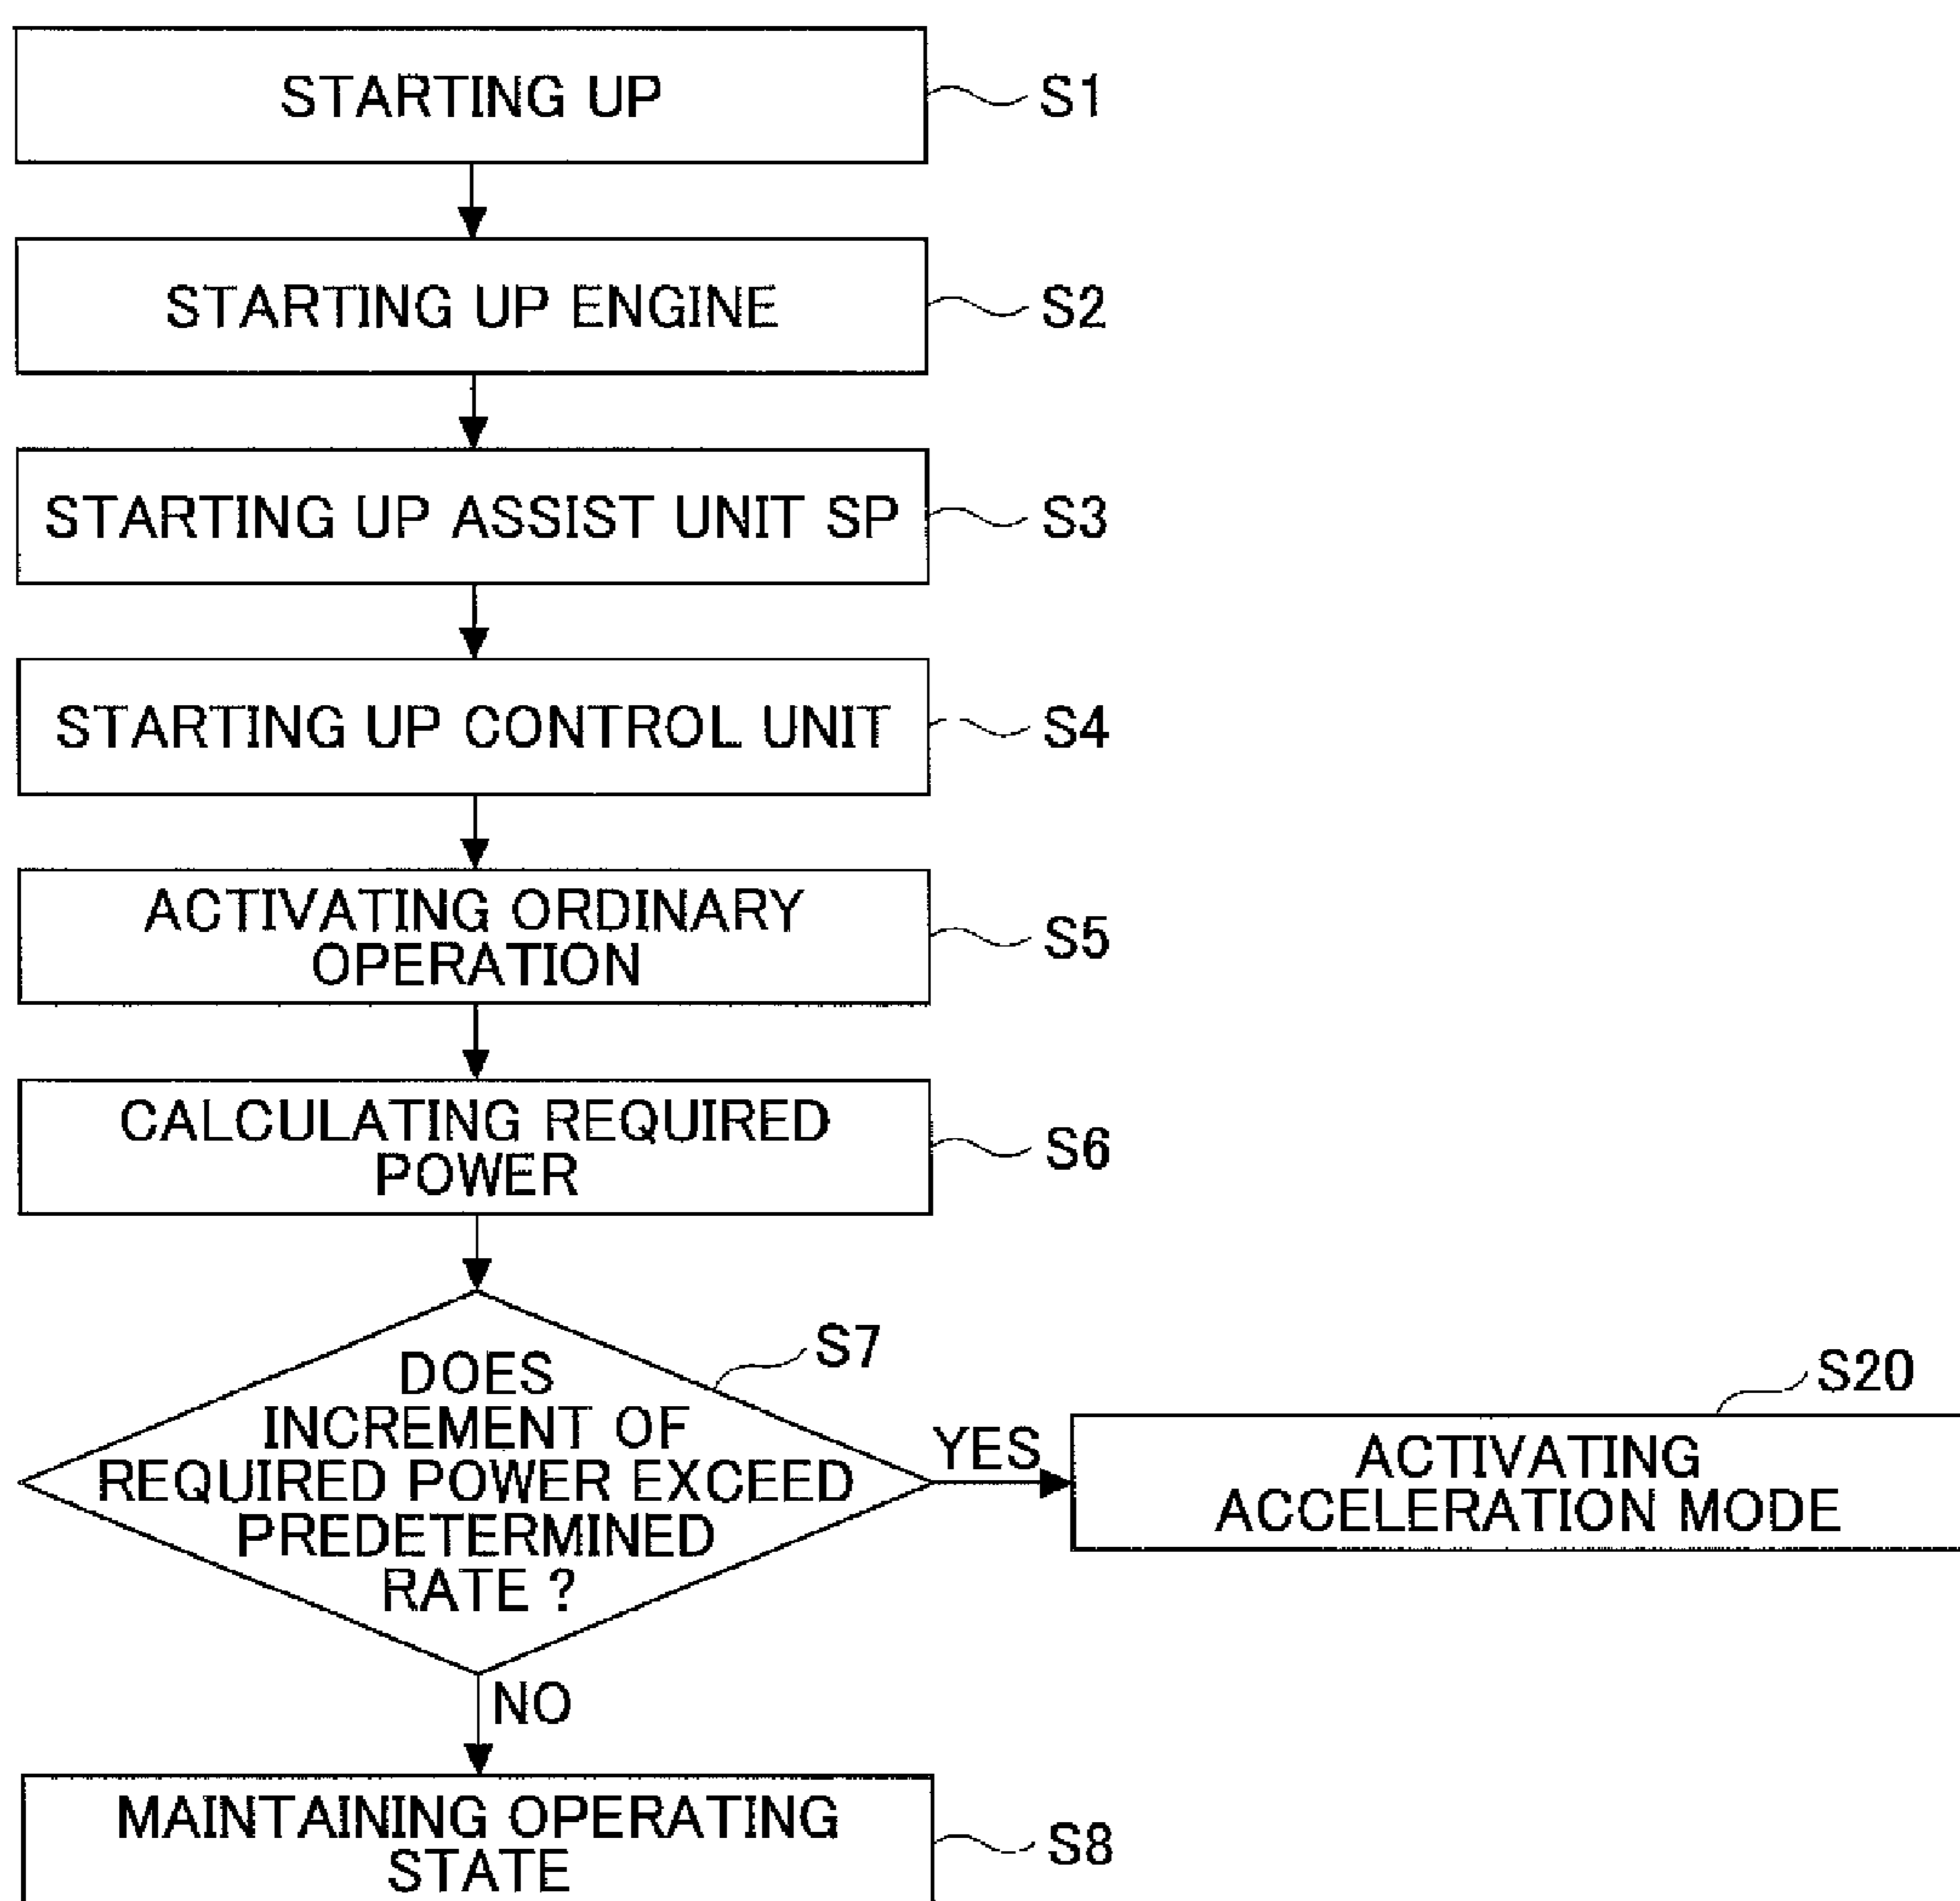 STARTING UP
S1
STARTING UP ENGINE
S2
STARTING UP ASSIST UNIT SP
S3
STARTING UP CONTROL UNIT
S4
ACTIVATING ORDINARY
OPERATION
S5
CALCULATING REQUIRED
POWER
S6
DOES
INCREMENT OF
REQUIRED POWER EXCEED
PREDETERMINED
RATE ?
S7
YES
S20
ACTIVATING
ACCELERATION MODE
NO
MAINTAINING OPERATING
STATE
S8